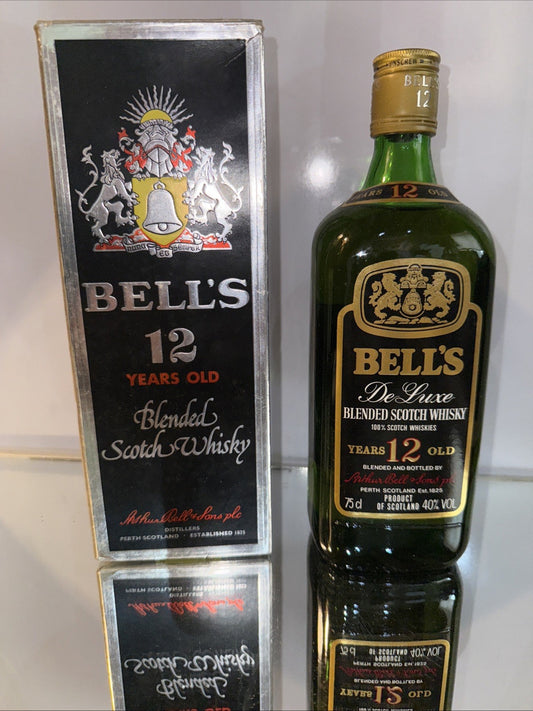 BELL'S
12
YEARS OLD
Blended
Scotch Whisky
Arthur Bell & Sons plc
DISTILLERS
PERTH SCOTLAND · ESTABLISHED 1825
UNSCREW
BELL'S
12
YEARS 12 OLD
BELL'S
De Luxe
BLENDED SCOTCH WHISKY
100% SCOTCH WHISKIES
YEARS 12 OLD
BLENDED AND BOTTLED BY
Arthur Bell & Sons plc
PERTH SCOTLAND Est. 1825
75cl PRODUCT OF SCOTLAND 40% VOL